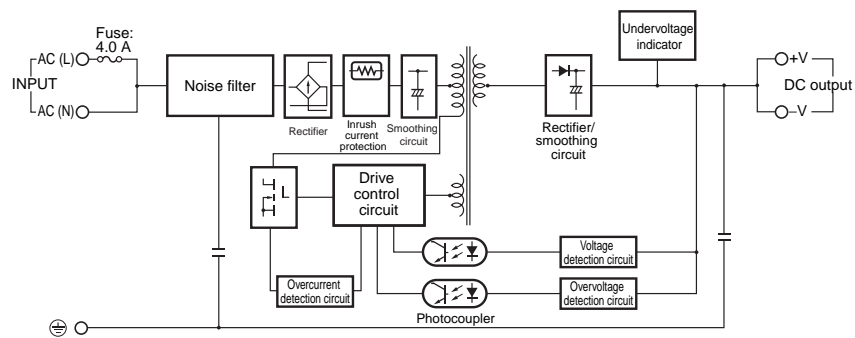 Fuse:
4.0 A
AC (L)
INPUT
AC (N)
Noise filter
Rectifier
Inrush
current
protection
Smoothing
circuit
Rectifier/
smoothing
circuit
Undervoltage
indicator
+V
DC output
–V
Drive
control
circuit
Overcurrent
detection circuit
Voltage
detection circuit
Overvoltage
detection circuit
Photocoupler